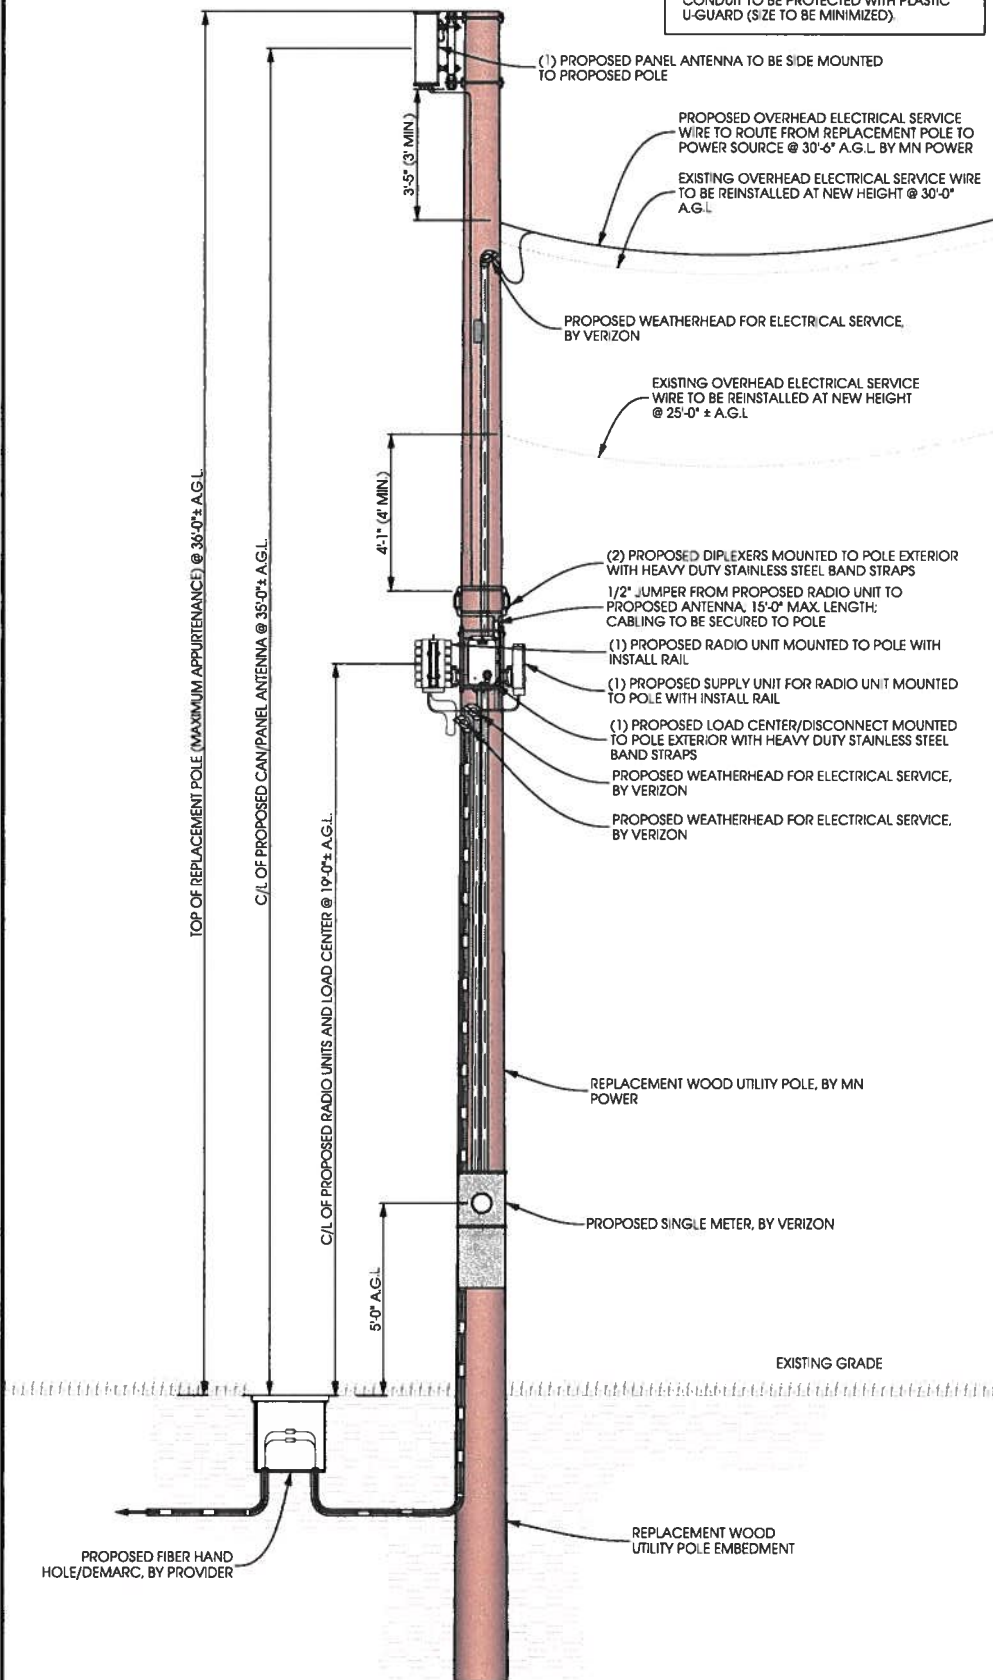 CONDUIT TO BE PROTECTED WITH PLASTIC
U-GUARD (SIZE TO BE MINIMIZED).
(1) PROPOSED PANEL ANTENNA TO BE SIDE MOUNTED
TO PROPOSED POLE
PROPOSED OVERHEAD ELECTRICAL SERVICE
WIRE TO ROUTE FROM REPLACEMENT POLE TO
POWER SOURCE @ 30'-6" A.G.L. BY MN POWER
EXISTING OVERHEAD ELECTRICAL SERVICE WIRE
TO BE REINSTALLED AT NEW HEIGHT @ 30'-0"
A.G.L
3'-5" (3' MIN.)
PROPOSED WEATHERHEAD FOR ELECTRICAL SERVICE,
BY VERIZON
EXISTING OVERHEAD ELECTRICAL SERVICE
WIRE TO BE REINSTALLED AT NEW HEIGHT
@ 25'-0" ± A.G.L
4'-1" (4' MIN.)
TOP OF REPLACEMENT POLE (MAXIMUM APPURTENANCE) @ 36'-0"± A.G.L.
C/L OF PROPOSED CAN/PANEL ANTENNA @ 35'-0"± A.G.L.
C/L OF PROPOSED RADIO UNITS AND LOAD CENTER @ 19'-0"± A.G.L.
(2) PROPOSED DIPLEXERS MOUNTED TO POLE EXTERIOR
WITH HEAVY DUTY STAINLESS STEEL BAND STRAPS
1/2" JUMPER FROM PROPOSED RADIO UNIT TO
PROPOSED ANTENNA, 15'-0" MAX. LENGTH;
CABLING TO BE SECURED TO POLE
(1) PROPOSED RADIO UNIT MOUNTED TO POLE WITH
INSTALL RAIL
(1) PROPOSED SUPPLY UNIT FOR RADIO UNIT MOUNTED
TO POLE WITH INSTALL RAIL
(1) PROPOSED LOAD CENTER/DISCONNECT MOUNTED
TO POLE EXTERIOR WITH HEAVY DUTY STAINLESS STEEL
BAND STRAPS
PROPOSED WEATHERHEAD FOR ELECTRICAL SERVICE,
BY VERIZON
PROPOSED WEATHERHEAD FOR ELECTRICAL SERVICE,
BY VERIZON
REPLACEMENT WOOD UTILITY POLE, BY MN
POWER
PROPOSED SINGLE METER, BY VERIZON
5'-0" A.G.L
EXISTING GRADE
REPLACEMENT WOOD
UTILITY POLE EMBEDMENT
PROPOSED FIBER HAND
HOLE/DEMARC, BY PROVIDER